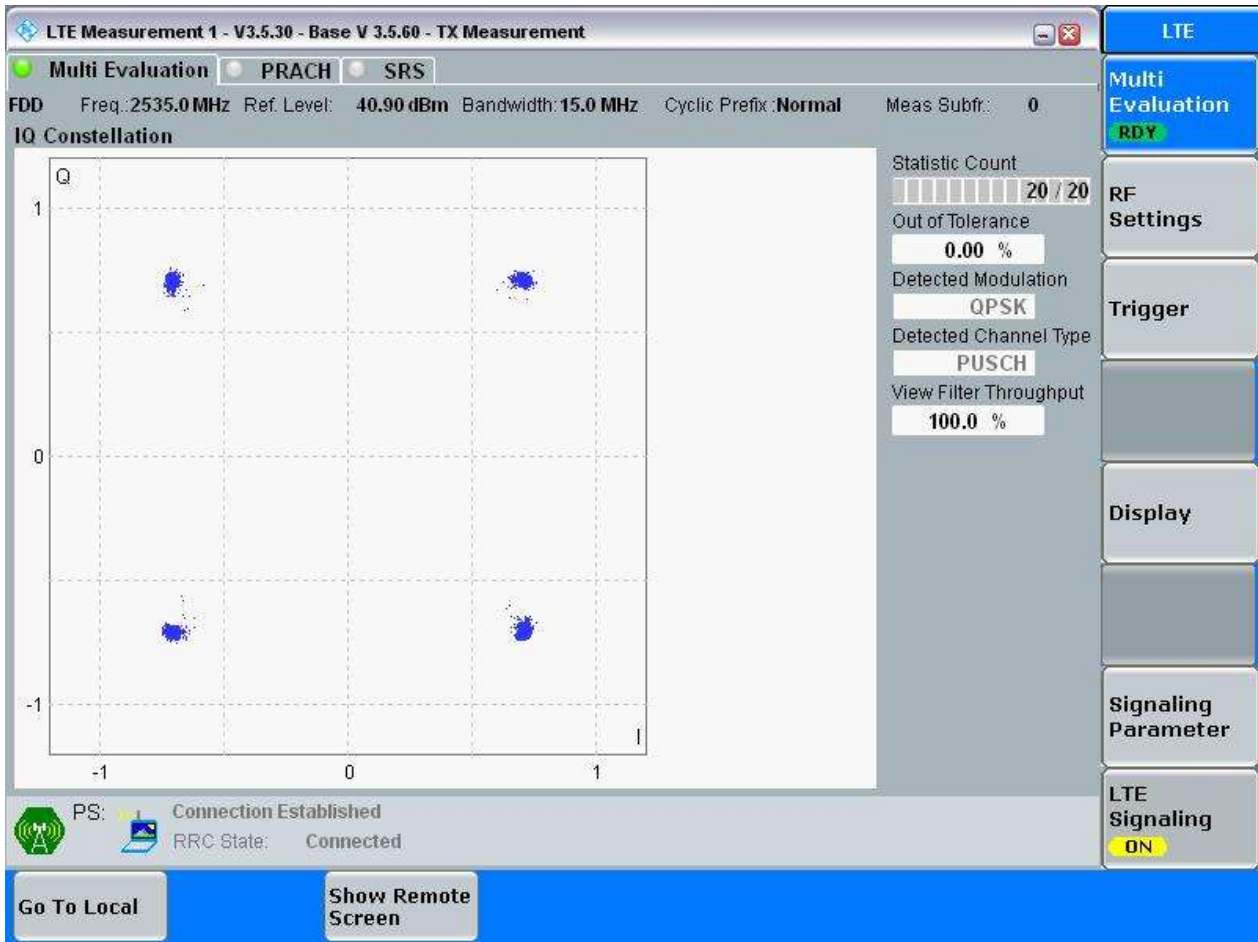 LTE Measurement 1 - V3.5.30 - Base V 3.5.60 - TX Measurement
LTE
Multi Evaluation PRACH SRS
FDD Freq.:2535.0 MHz Ref. Level: 40.90 dBm Bandwidth:15.0 MHz Cyclic Prefix :Normal Meas Subfr.: 0
IQ Constellation
Q
1
0
-1
-1 0 1
I
Statistic Count
20 / 20
Out of Tolerance
0.00 %
Detected Modulation
QPSK
Detected Channel Type
PUSCH
View Filter Throughput
100.0 %
Multi
Evaluation
RDY
RF
Settings
Trigger
Display
Signaling
Parameter
LTE
Signaling
ON
PS: Connection Established
RRC State: Connected
Go To Local
Show Remote
Screen